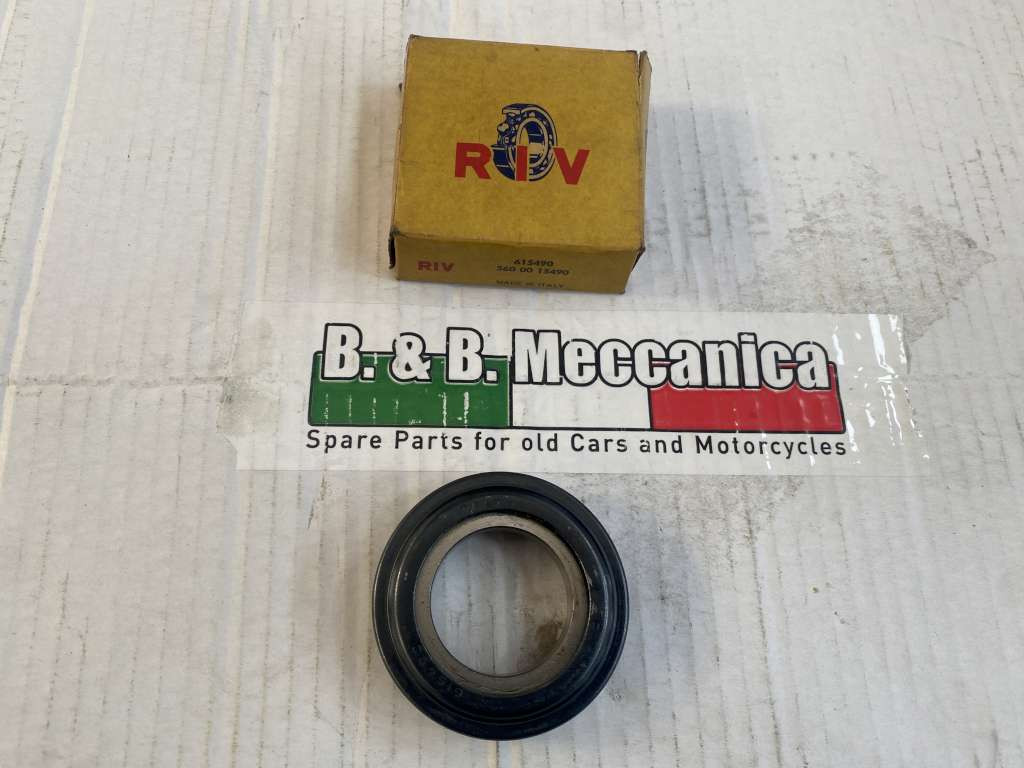 RIV
RIV
615490
560 00 15490
MADE IN ITALY
B. & B. Meccanica
Spare Parts for old Cars and Motorcycles